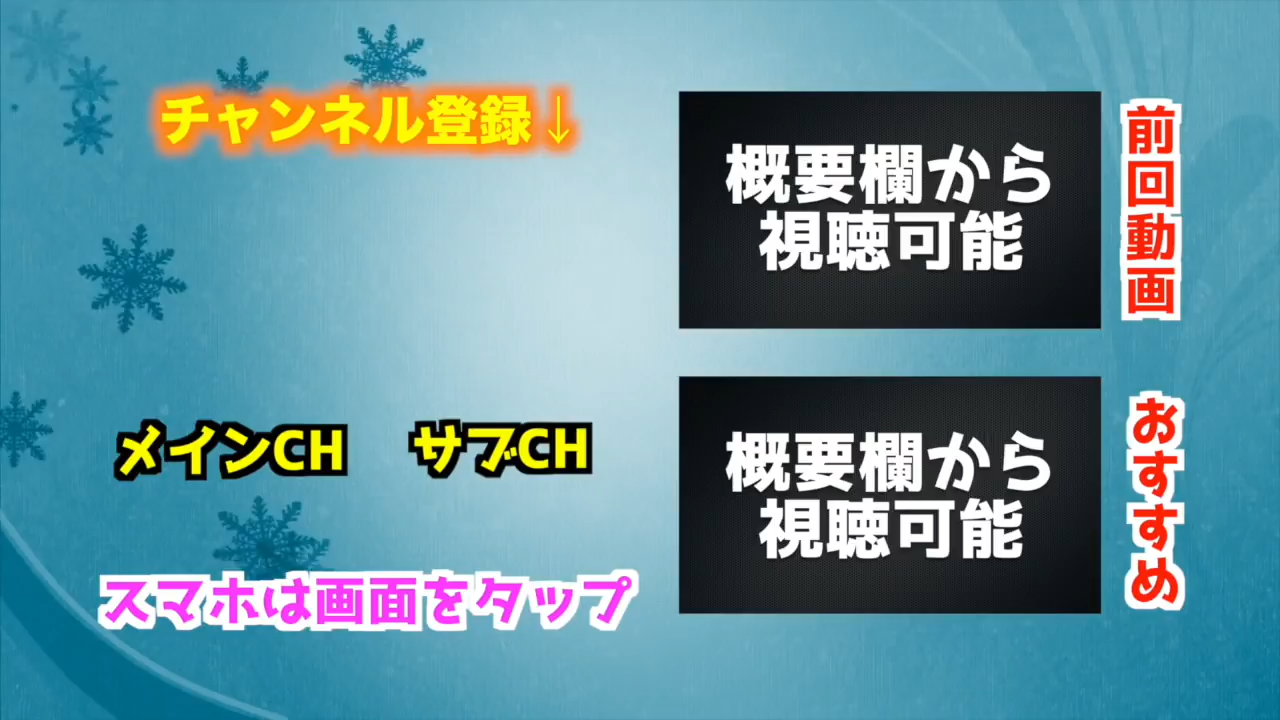 チャンネル登録↓
メインCH
サブCH
スマホは画面をタップ
概要欄から
視聴可能
前回動画
概要欄から
視聴可能
おすすめ